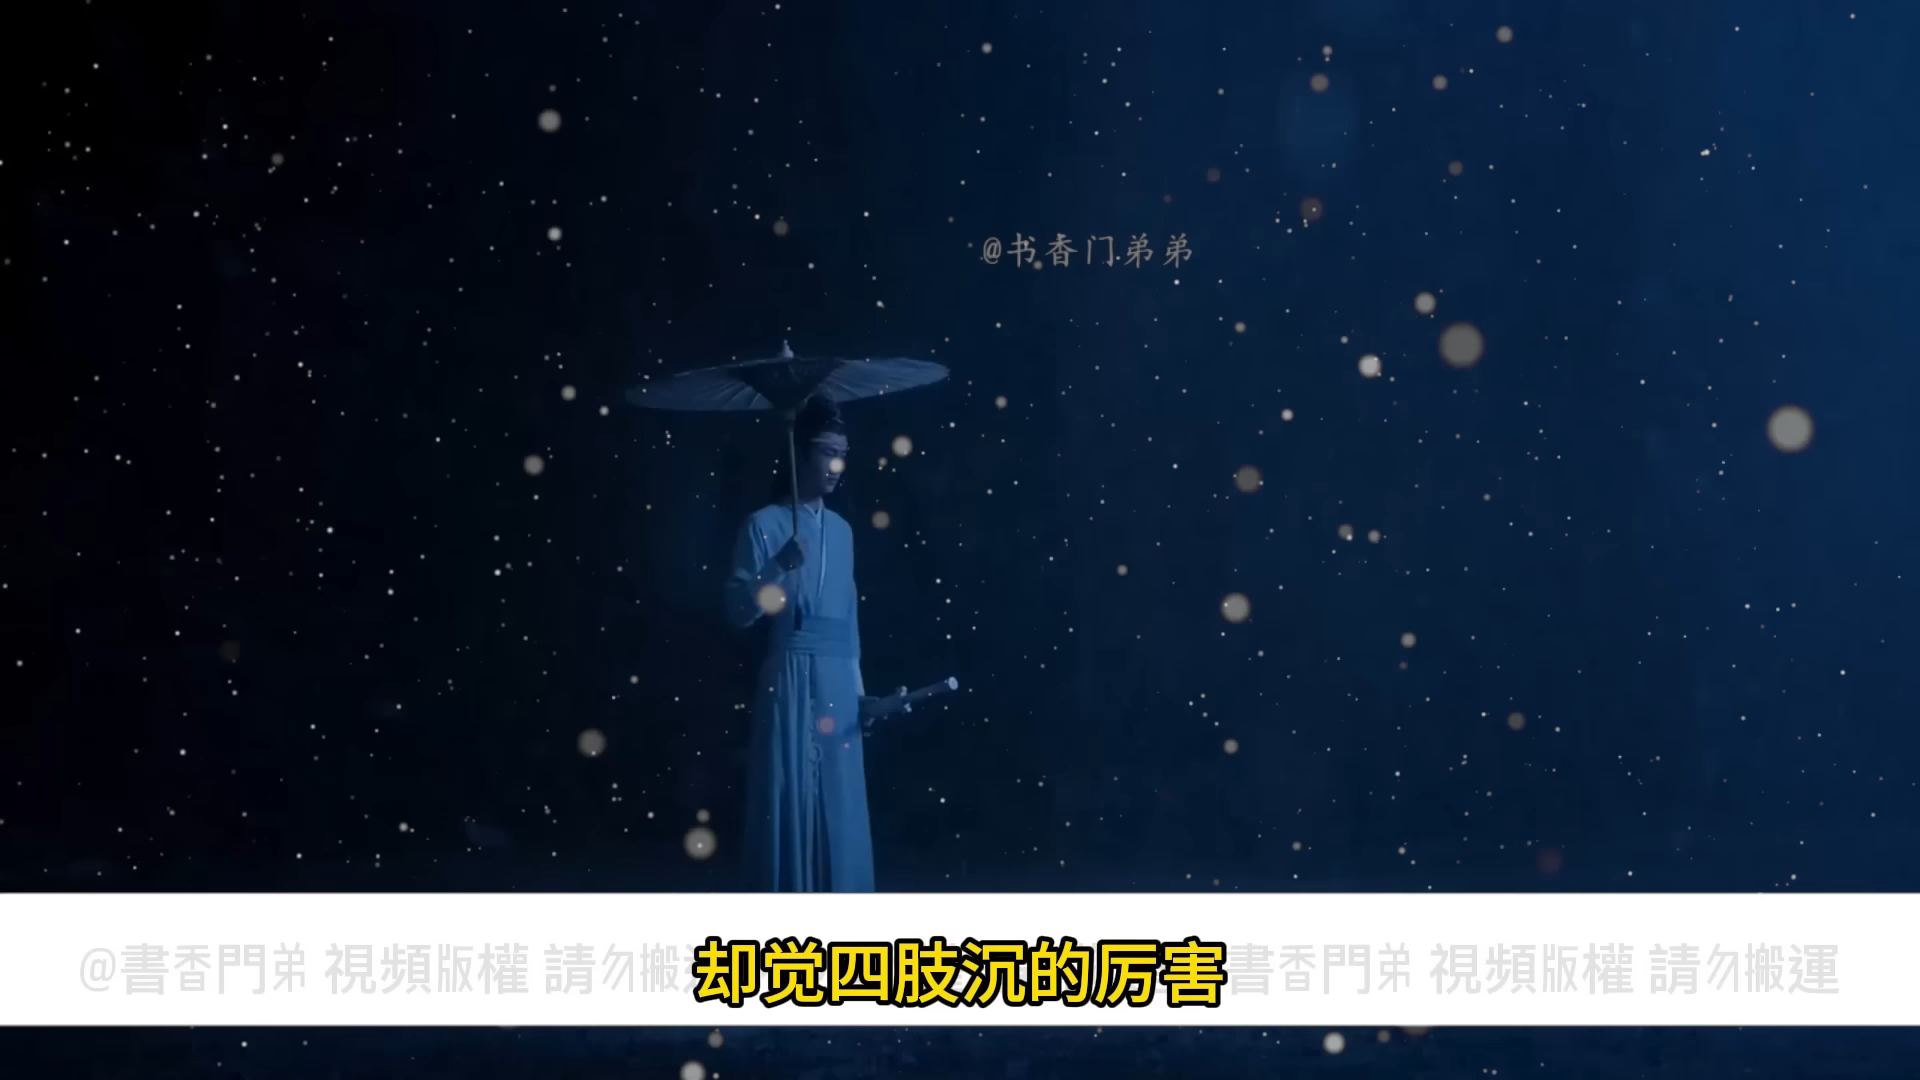 @书香门弟弟
@書香門弟 視頻版權 請勿搬運
却觉四肢沉的厉害
書香門弟 視頻版權 請勿搬運